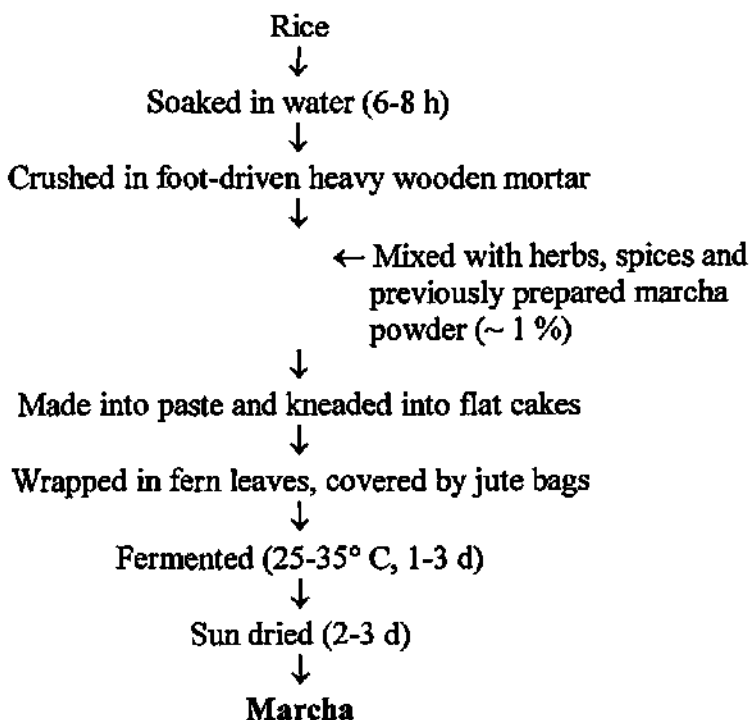 Rice
↓
Soaked in water (6-8 h)
↓
Crushed in foot-driven heavy wooden mortar
↓
← Mixed with herbs, spices and
previously prepared marcha
powder (~ 1 %)
↓
Made into paste and kneaded into flat cakes
↓
Wrapped in fern leaves, covered by jute bags
↓
Fermented (25-35° C, 1-3 d)
↓
Sun dried (2-3 d)
↓
Marcha